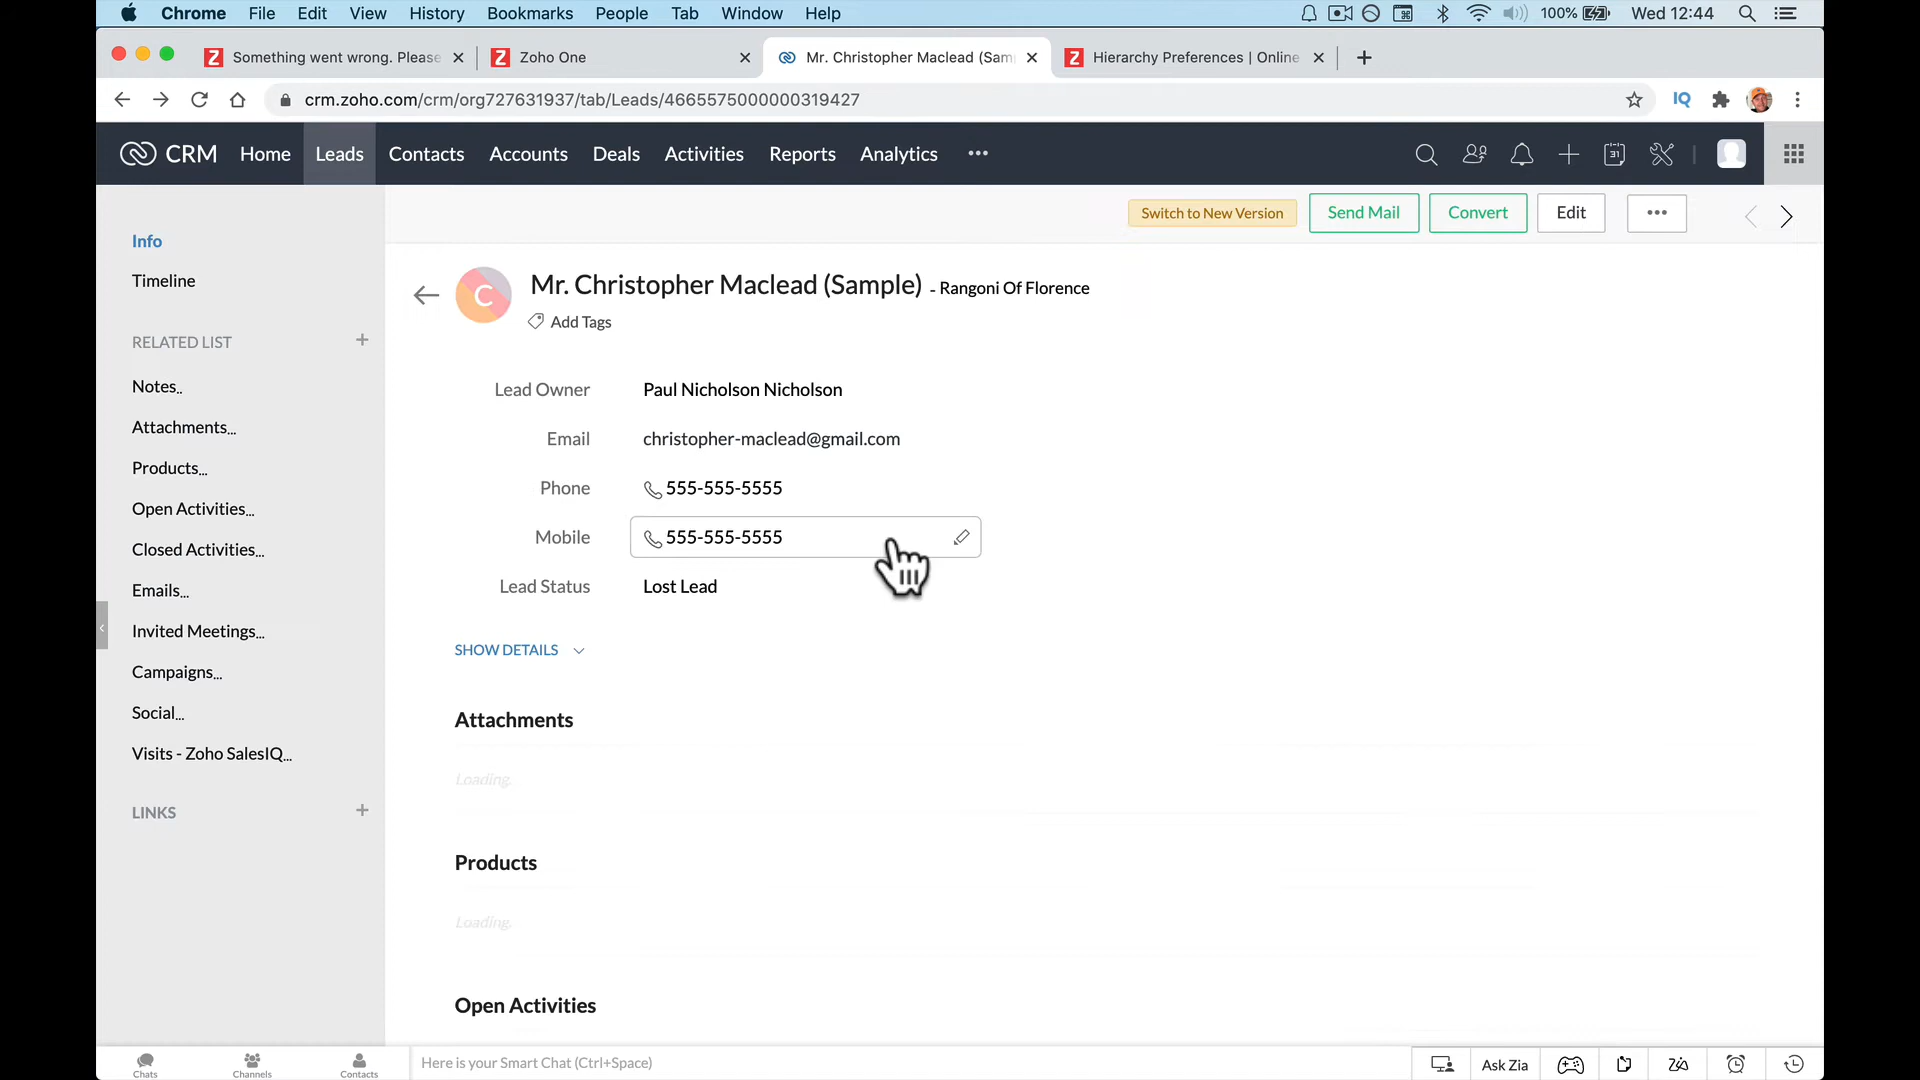 Chrome File Edit View History Bookmarks People Tab Window Help 100% Wed 12:44
Something went wrong. Please
Zoho One
Mr. Christopher Maclead (Sam
Hierarchy Preferences | Online
crm.zoho.com/crm/org727631937/tab/Leads/4665575000000319427
IQ
CRM Home Leads Contacts Accounts Deals Activities Reports Analytics ••• 31
Switch to New Version Send Mail Convert Edit •••
Info
Timeline
RELATED LIST +
Notes..
Attachments...
Products...
Open Activities...
Closed Activities...
Emails...
Invited Meetings...
Campaigns...
Social...
Visits - Zoho SalesIQ...
LINKS +
C
Mr. Christopher Maclead (Sample) - Rangoni Of Florence
Add Tags
Lead Owner Paul Nicholson Nicholson
Email christopher-maclead@gmail.com
Phone 555-555-5555
Mobile 555-555-5555
Lead Status Lost Lead
SHOW DETAILS
Attachments
Loading.
Products
Loading.
Open Activities
Chats Channels Contacts
Here is your Smart Chat (Ctrl+Space)
Ask Zia